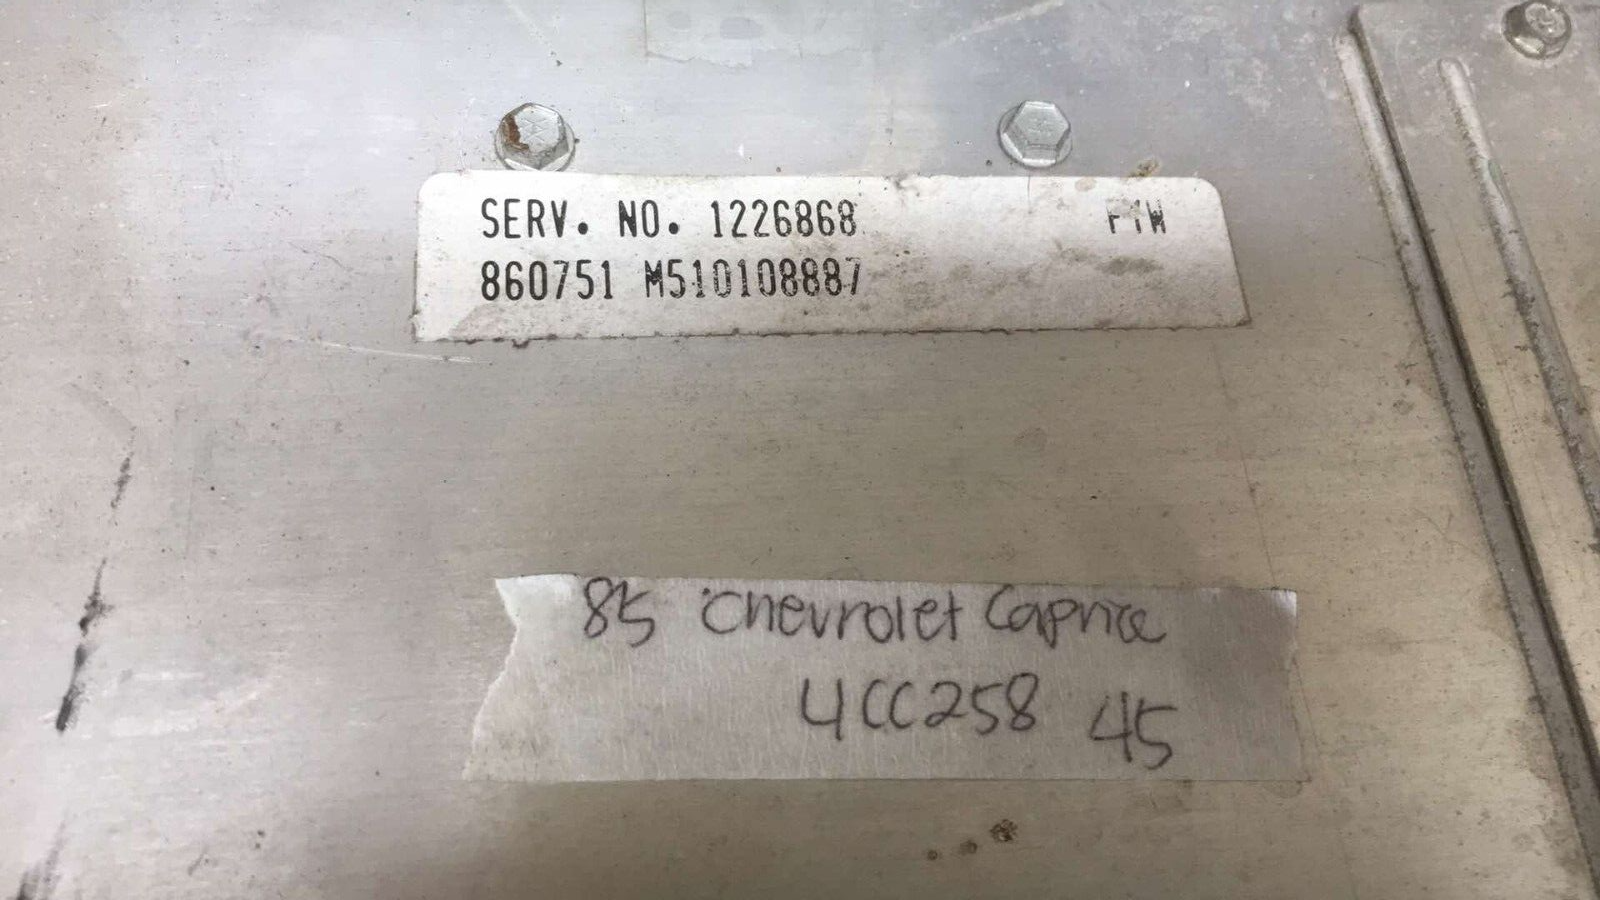 SERV. NO. 1226868
860751 M510108887
85 Chevrolet Caprice
4CC258 45